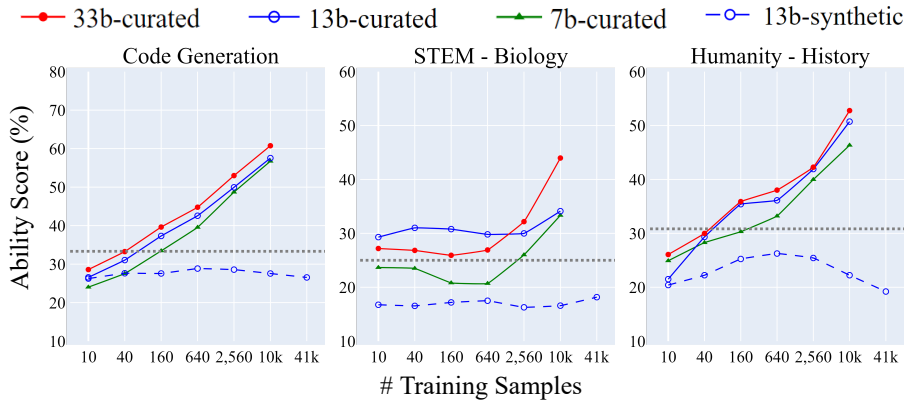 33b-curated 13b-curated 7b-curated 13b-synthetic
Code Generation STEM - Biology Humanity - History
Ability Score (%)
80
70
60
50
40
30
20
10
10 40 160 640 2,560 10k 41k
60
50
40
30
20
10
10 40 160 640 2,560 10k 41k
60
50
40
30
20
10
10 40 160 640 2,560 10k 41k
# Training Samples